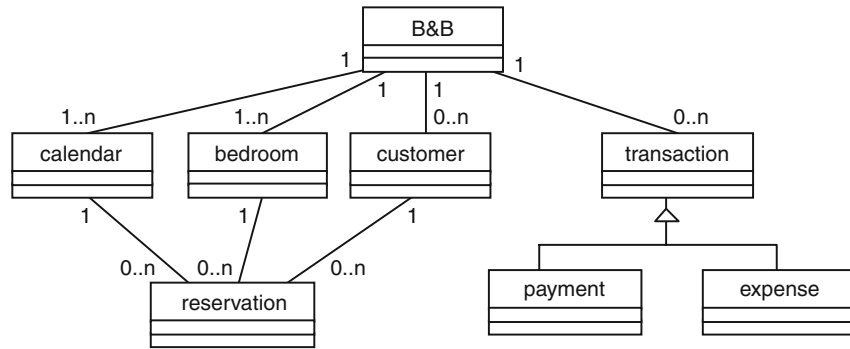 B&B
1 1 1 1
1..n 1..n 0..n 0..n
calendar bedroom customer transaction
1 1 1
0..n 0..n 0..n
reservation payment expense